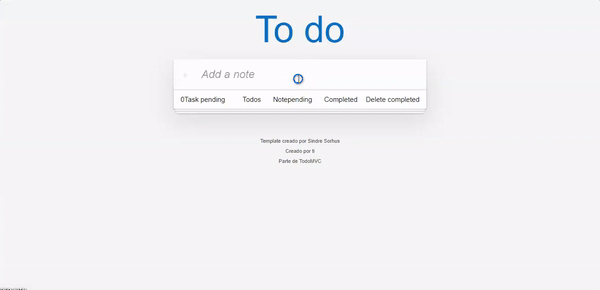 To do
Add a note
0Task pending Todos Notepending Completed Delete completed
Template creado por Sindre Sorhus
Creado por ti
Parte de TodoMVC